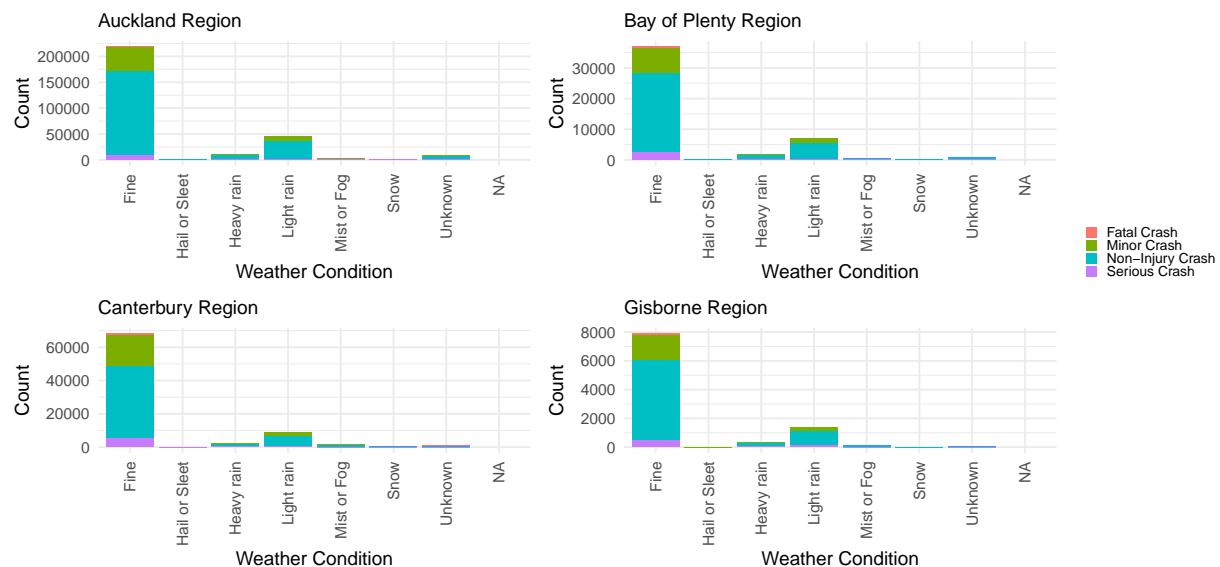 Auckland Region
Count
200000
150000
100000
50000
0
Fine
Hail or Sleet
Heavy rain
Light rain
Mist or Fog
Snow
Unknown
NA
Weather Condition
Bay of Plenty Region
Count
30000
20000
10000
0
Fine
Hail or Sleet
Heavy rain
Light rain
Mist or Fog
Snow
Unknown
NA
Weather Condition
Fatal Crash
Minor Crash
Non−Injury Crash
Serious Crash
Canterbury Region
Count
60000
40000
20000
0
Fine
Hail or Sleet
Heavy rain
Light rain
Mist or Fog
Snow
Unknown
NA
Weather Condition
Gisborne Region
Count
8000
6000
4000
2000
0
Fine
Hail or Sleet
Heavy rain
Light rain
Mist or Fog
Snow
Unknown
NA
Weather Condition